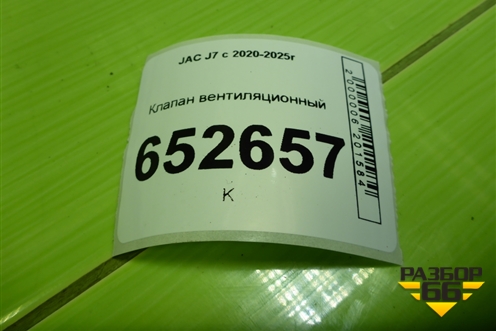 JAC J7 с 2020-2025г
Клапан вентиляционный
652657
К
2000006201584
РАЗБОР
66